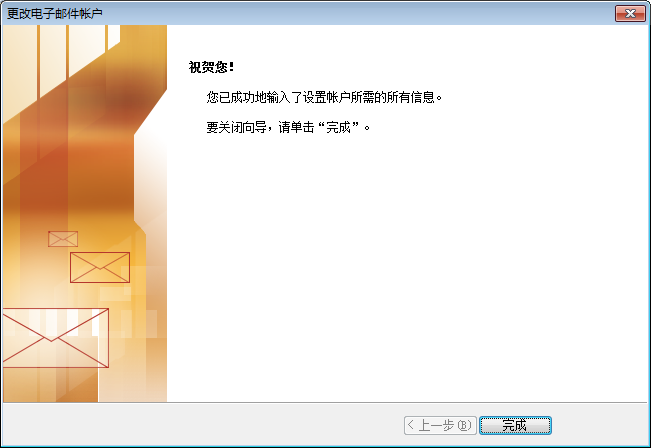 更改电子邮件帐户
祝贺您!
您已成功地输入了设置帐户所需的所有信息。
要关闭向导，请单击“完成”。
< 上一步(B)
完成